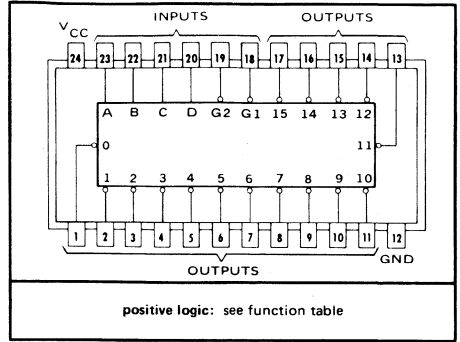 INPUTS OUTPUTS
VCC
24 23 22 21 20 19 18 17 16 15 14 13
A B C D G2 G1 15 14 13 12
0 11
1 2 3 4 5 6 7 8 9 10
1 2 3 4 5 6 7 8 9 10 11 12
OUTPUTS GND
positive logic: see function table